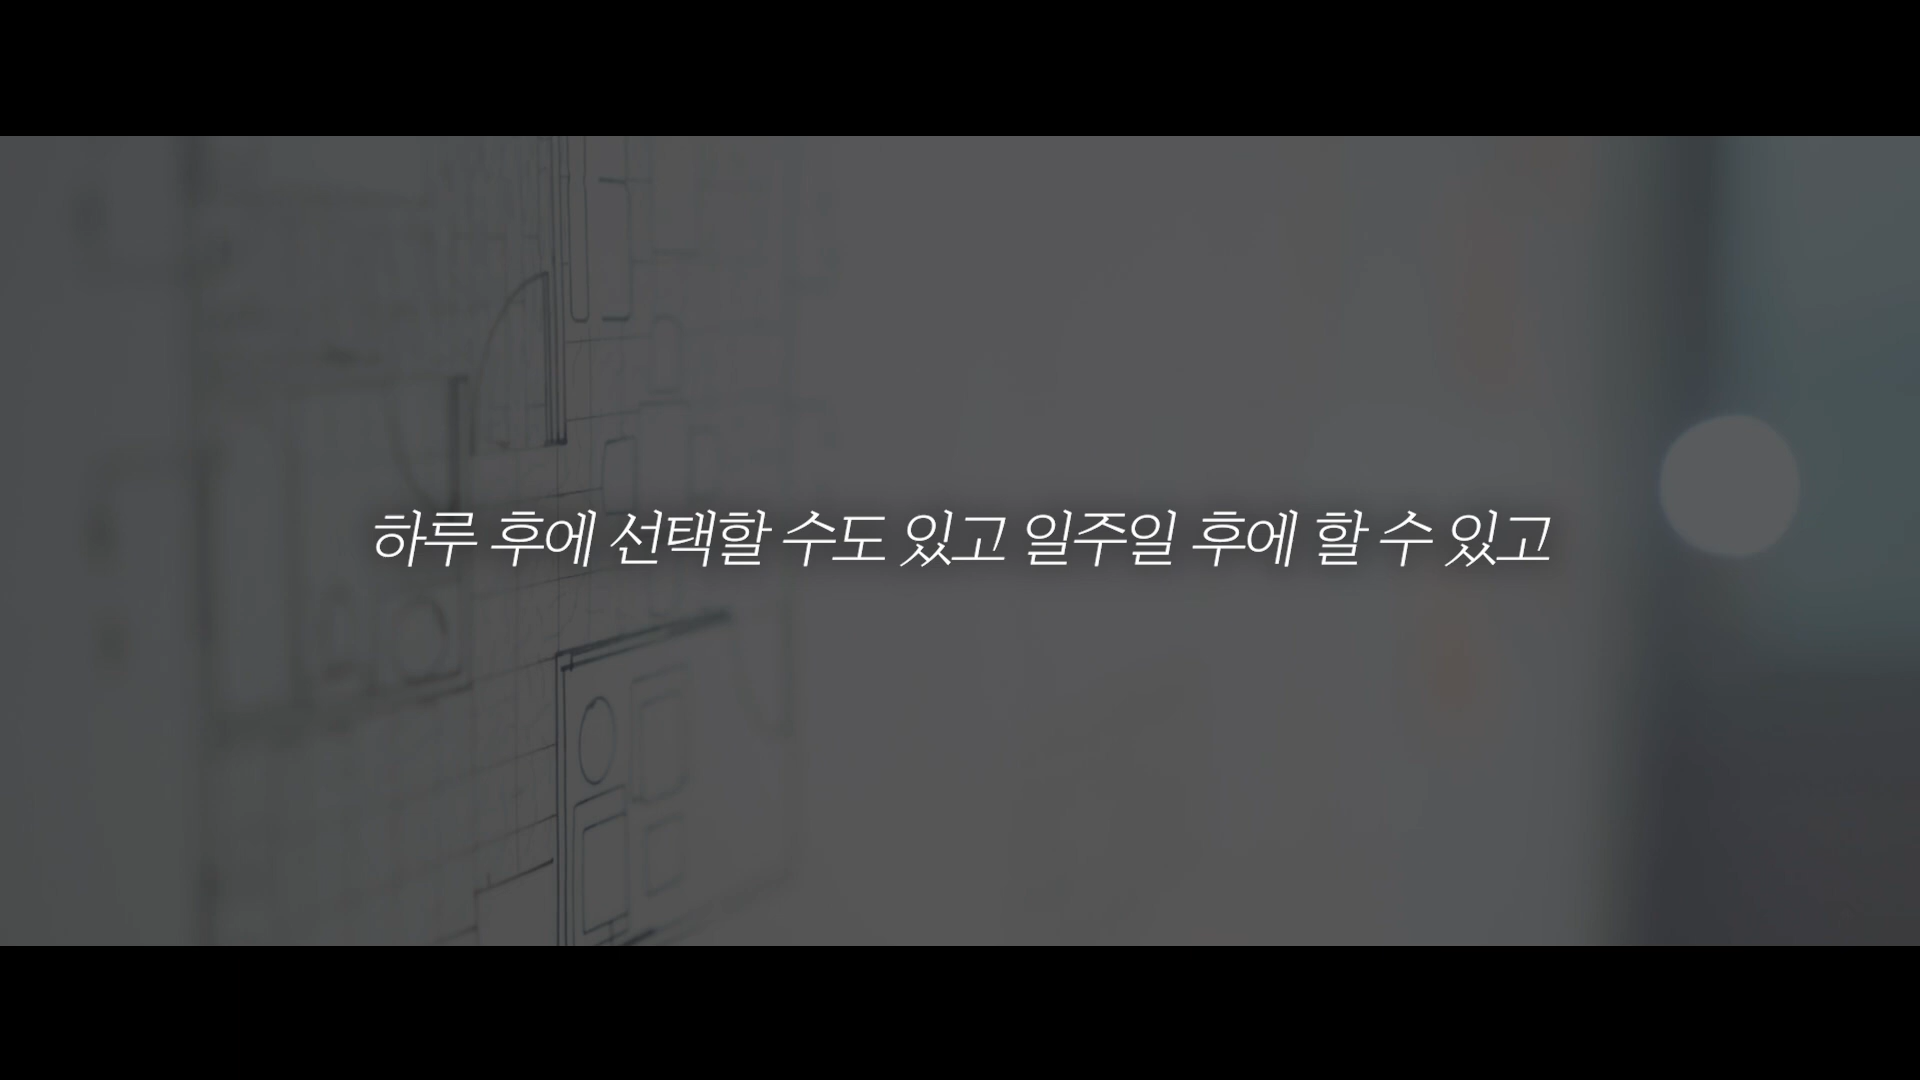 하루 후에 선택할 수도 있고 일주일 후에 할 수 있고